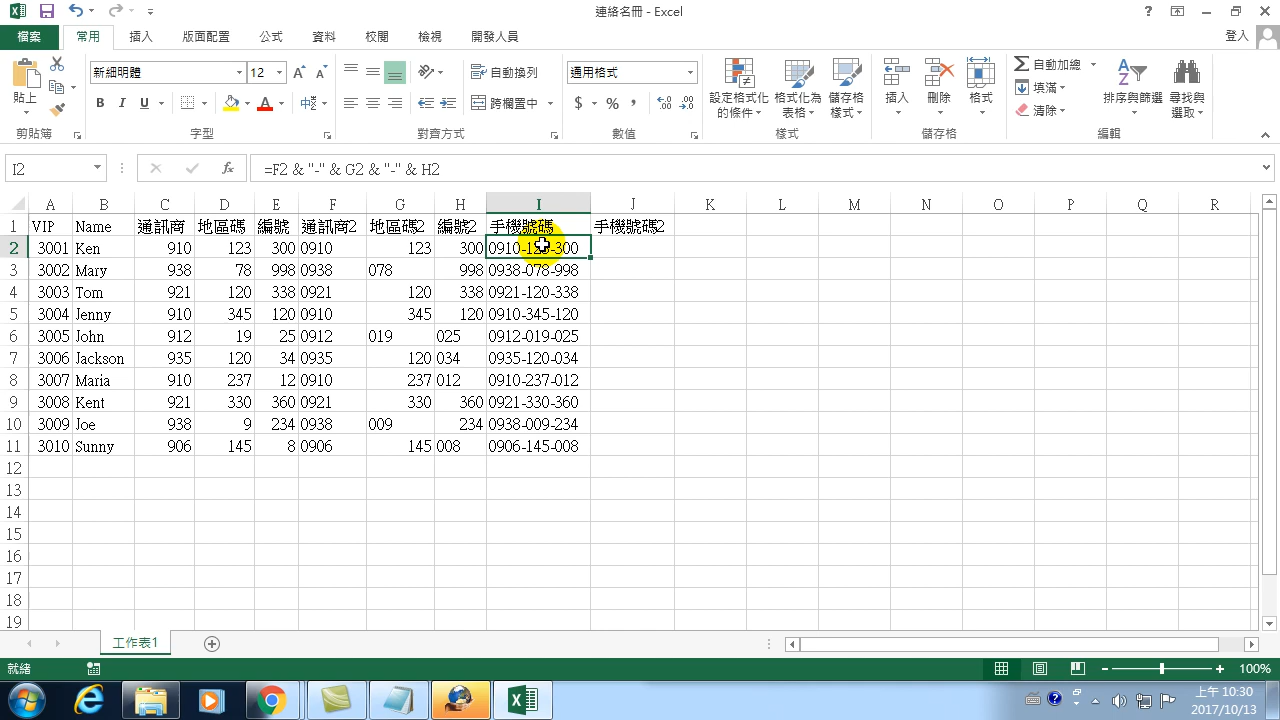 連絡名冊 - Excel
檔案 常用 插入 版面配置 公式 資料 校閱 檢視 開發人員 登入
貼上 新細明體 12 自動換列 通用格式 設定格式化的條件 格式化為表格 儲存格樣式 插入 刪除 格式 自動加總 填滿 清除 排序與篩選 尋找與選取
B I U A 中 跨欄置中 $ % ,
剪貼簿 字型 對齊方式 數值 樣式 儲存格 編輯
I2 fx =F2 & "-" & G2 & "-" & H2
A B C D E F G H I J K L M N O P Q R
1 VIP Name 通訊商 地區碼 編號 通訊商2 地區碼2 編號2 手機號碼 手機號碼2
2 3001 Ken 910 123 300 0910 123 300 0910-123-300
3 3002 Mary 938 78 998 0938 078 998 0938-078-998
4 3003 Tom 921 120 338 0921 120 338 0921-120-338
5 3004 Jenny 910 345 120 0910 345 120 0910-345-120
6 3005 John 912 19 25 0912 019 025 0912-019-025
7 3006 Jackson 935 120 34 0935 120 034 0935-120-034
8 3007 Maria 910 237 12 0910 237 012 0910-237-012
9 3008 Kent 921 330 360 0921 330 360 0921-330-360
10 3009 Joe 938 9 234 0938 009 234 0938-009-234
11 3010 Sunny 906 145 8 0906 145 008 0906-145-008
12
13
14
15
16
17
18
19
工作表1
就緒 100%
上午 10:30
2017/10/13